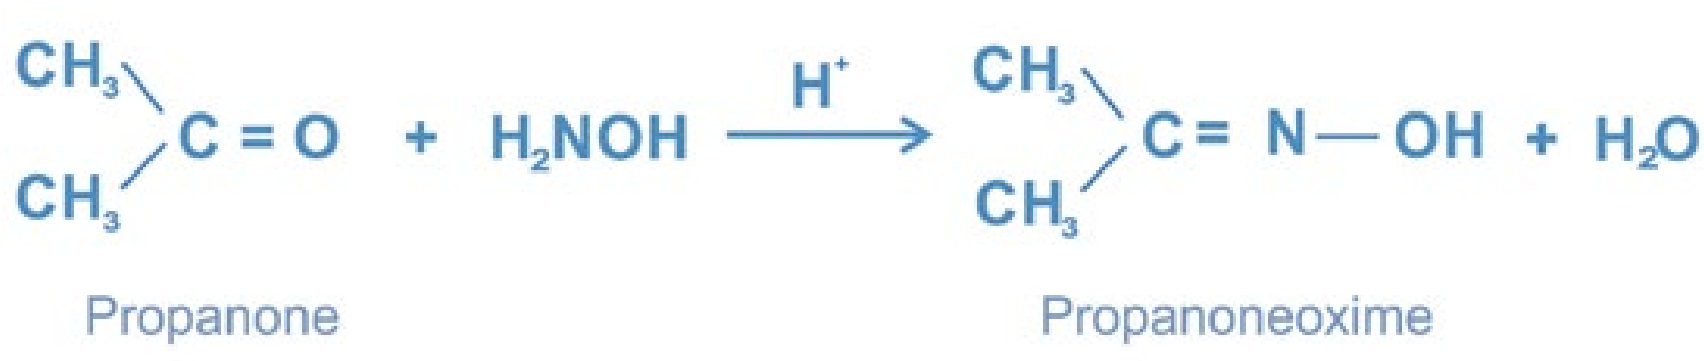 CH₃ CH₃
C = O + H₂NOH H⁺ C = N — OH + H₂O
CH₃ CH₃
Propanone Propanoneoxime